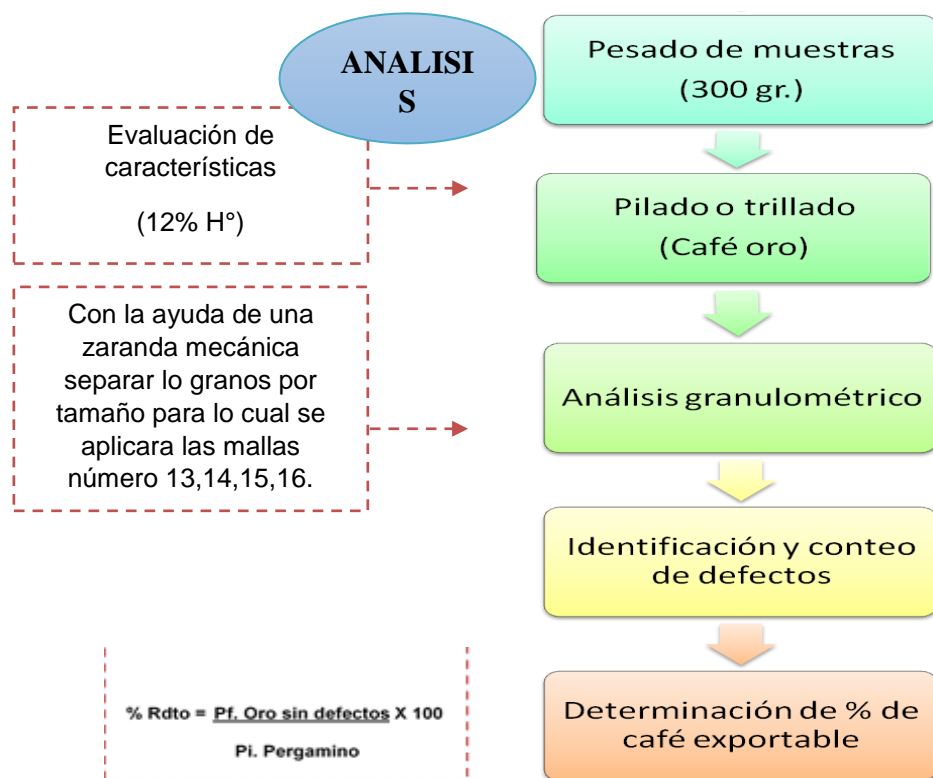 ANALISI
S
Pesado de muestras
(300 gr.)
Evaluación de
características
(12% H°)
Pilado o trillado
(Café oro)
Con la ayuda de una
zaranda mecánica
separar lo granos por
tamaño para lo cual se
aplicara las mallas
número 13,14,15,16.
Análisis granulométrico
Identificación y conteo
de defectos
% Rdto = Pf. Oro sin defectos X 100
Pi. Pergamino
Determinación de % de
café exportable